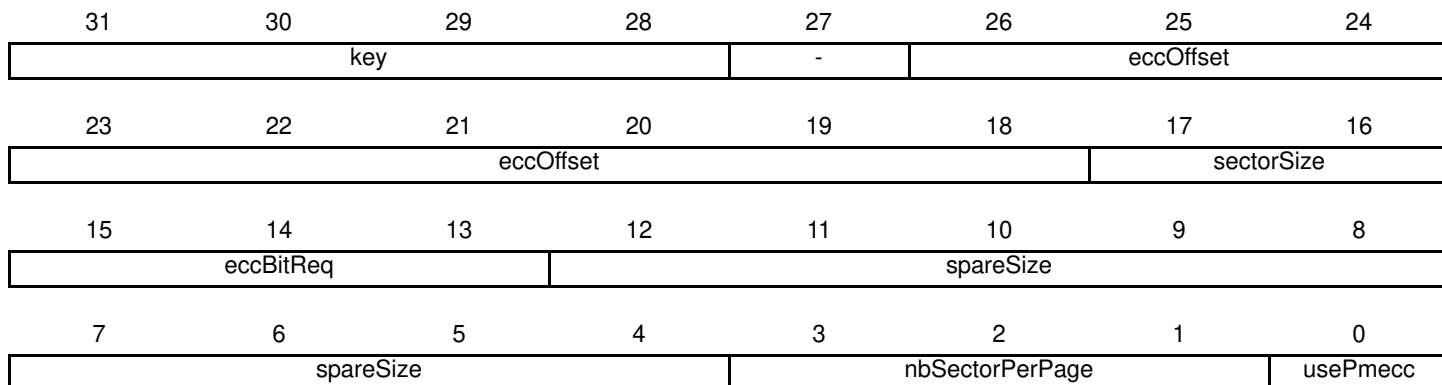 31 30 29 28 27 26 25 24
key - eccOffset
23 22 21 20 19 18 17 16
eccOffset sectorSize
15 14 13 12 11 10 9 8
eccBitReq spareSize
7 6 5 4 3 2 1 0
spareSize nbSectorPerPage usePmecc